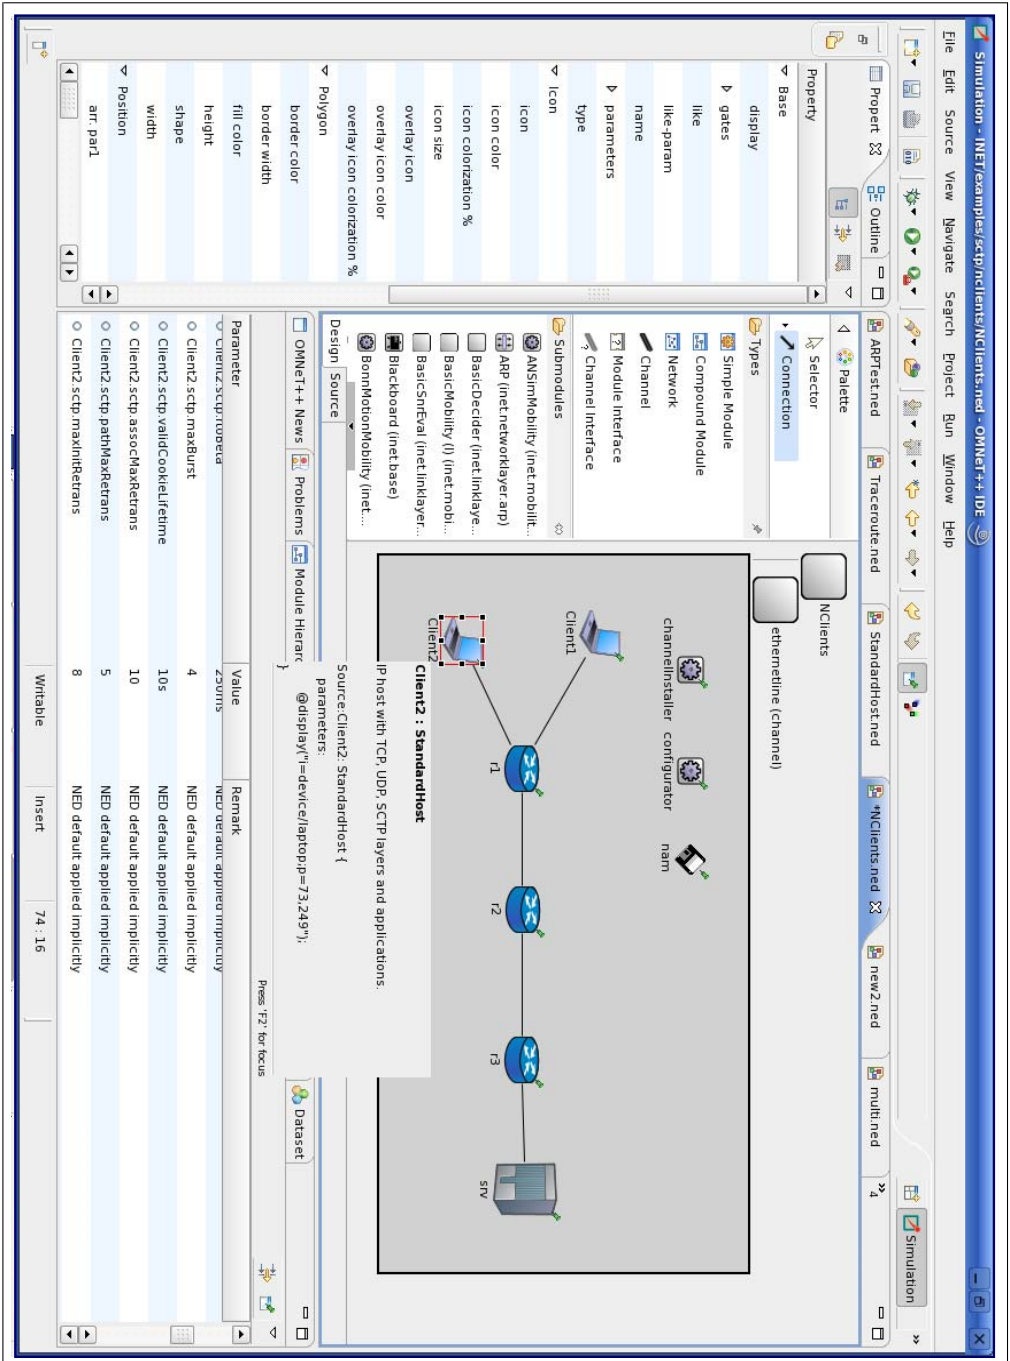 Simulation - INET/examples/sctp/nclients/NClients.ned - OMNeT++ IDE
File Edit Source View Navigate Search Project Run Window Help
Simulation
Propert
Outline
Property
Base
display
gates
like
like-param
name
parameters
type
Icon
icon
icon color
icon colorization %
icon size
overlay icon
overlay icon color
overlay icon colorization %
Polygon
border color
border width
fill color
height
shape
width
Position
arr. par1
ARPTest.ned
Traceroute.ned
StandardHost.ned
*NClients.ned
new2.ned
multi.ned
»4
Palette
Selector
Connection
Types
Simple Module
Compound Module
Network
Channel
Module Interface
Channel Interface
Submodules
ANSimMobility (inet.mobilit...
ARP (inet.networklayer.arp)
BasicDecider (inet.linklaye...
BasicMobility (I) (inet.mobi...
BasicSnrEval (inet.linklayer...
Blackboard (inet.base)
BonnMotionMobility (inet....
Design Source
NClients
ethernetline (channel)
channelInstaller
configurator
nam
Client1
Client2
r1
r2
r3
srv
Client2 : StandardHost
IP host with TCP, UDP, SCTP layers and applications.
Source:Client2: StandardHost {
parameters:
@display("i=device/laptop;p=73,249");
}
Press 'F2' for focus
OMNeT++ News
Problems
Module Hierarc
Dataset
Parameter Value Remark
Client2.sctp.rtoBeta 250ms NED default applied implicitly
Client2.sctp.maxBurst 4 NED default applied implicitly
Client2.sctp.validCookieLifetime 10s NED default applied implicitly
Client2.sctp.assocMaxRetrans 10 NED default applied implicitly
Client2.sctp.pathMaxRetrans 5 NED default applied implicitly
Client2.sctp.maxInitRetrans 8 NED default applied implicitly
Writable Insert 74 : 16